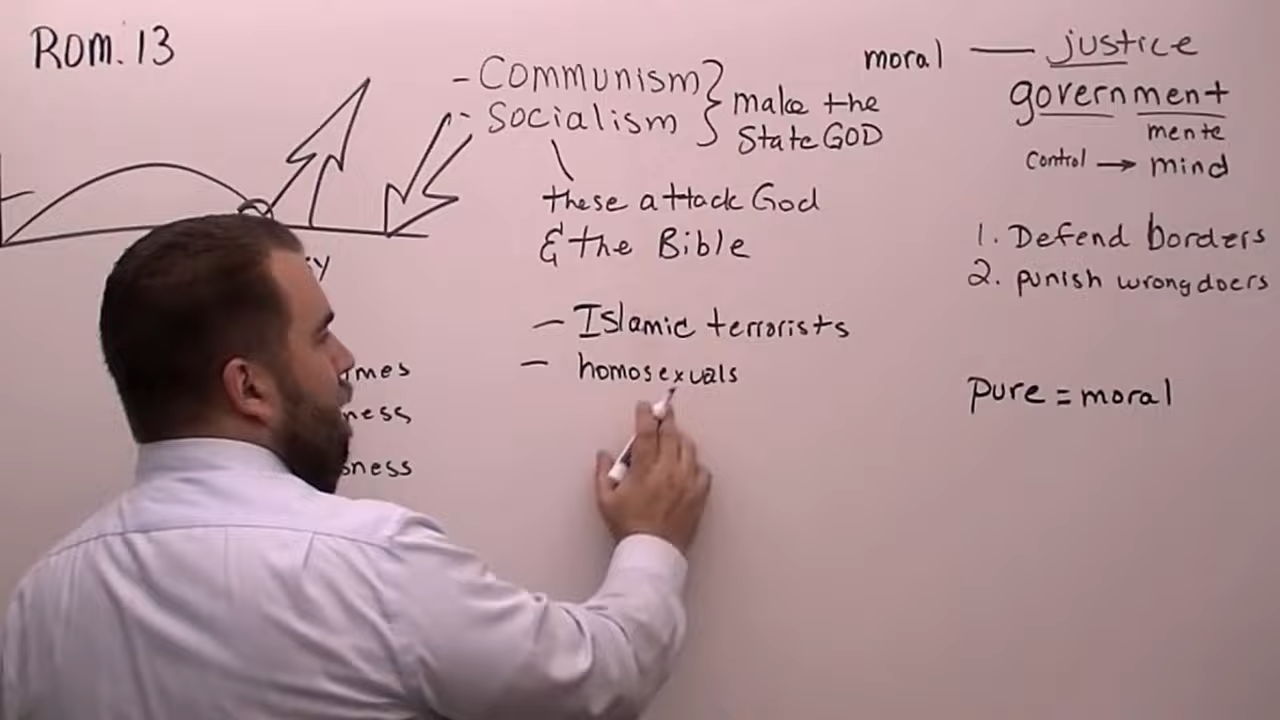 Rom. 13
- Communism
- Socialism
make the
State GOD
these attack God
& the Bible
- Islamic terrorists
- homosexuals
moral — justice
government
mente
control → mind
1. Defend borders
2. punish wrongdoers
pure = moral